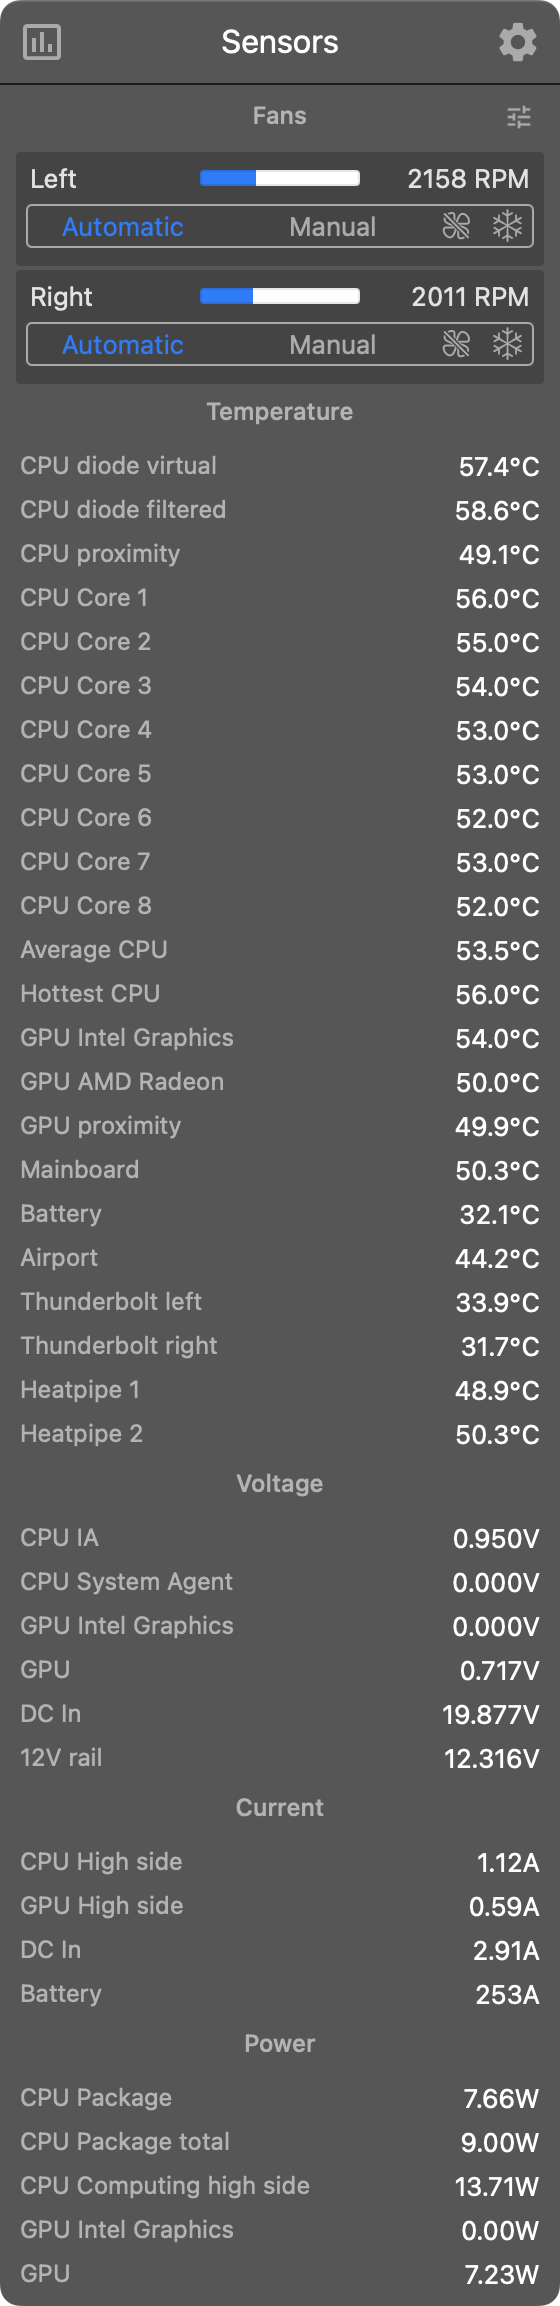 Sensors
Fans
Left 2158 RPM
Automatic Manual
Right 2011 RPM
Automatic Manual
Temperature
CPU diode virtual 57.4°C
CPU diode filtered 58.6°C
CPU proximity 49.1°C
CPU Core 1 56.0°C
CPU Core 2 55.0°C
CPU Core 3 54.0°C
CPU Core 4 53.0°C
CPU Core 5 53.0°C
CPU Core 6 52.0°C
CPU Core 7 53.0°C
CPU Core 8 52.0°C
Average CPU 53.5°C
Hottest CPU 56.0°C
GPU Intel Graphics 54.0°C
GPU AMD Radeon 50.0°C
GPU proximity 49.9°C
Mainboard 50.3°C
Battery 32.1°C
Airport 44.2°C
Thunderbolt left 33.9°C
Thunderbolt right 31.7°C
Heatpipe 1 48.9°C
Heatpipe 2 50.3°C
Voltage
CPU IA 0.950V
CPU System Agent 0.000V
GPU Intel Graphics 0.000V
GPU 0.717V
DC In 19.877V
12V rail 12.316V
Current
CPU High side 1.12A
GPU High side 0.59A
DC In 2.91A
Battery 253A
Power
CPU Package 7.66W
CPU Package total 9.00W
CPU Computing high side 13.71W
GPU Intel Graphics 0.00W
GPU 7.23W